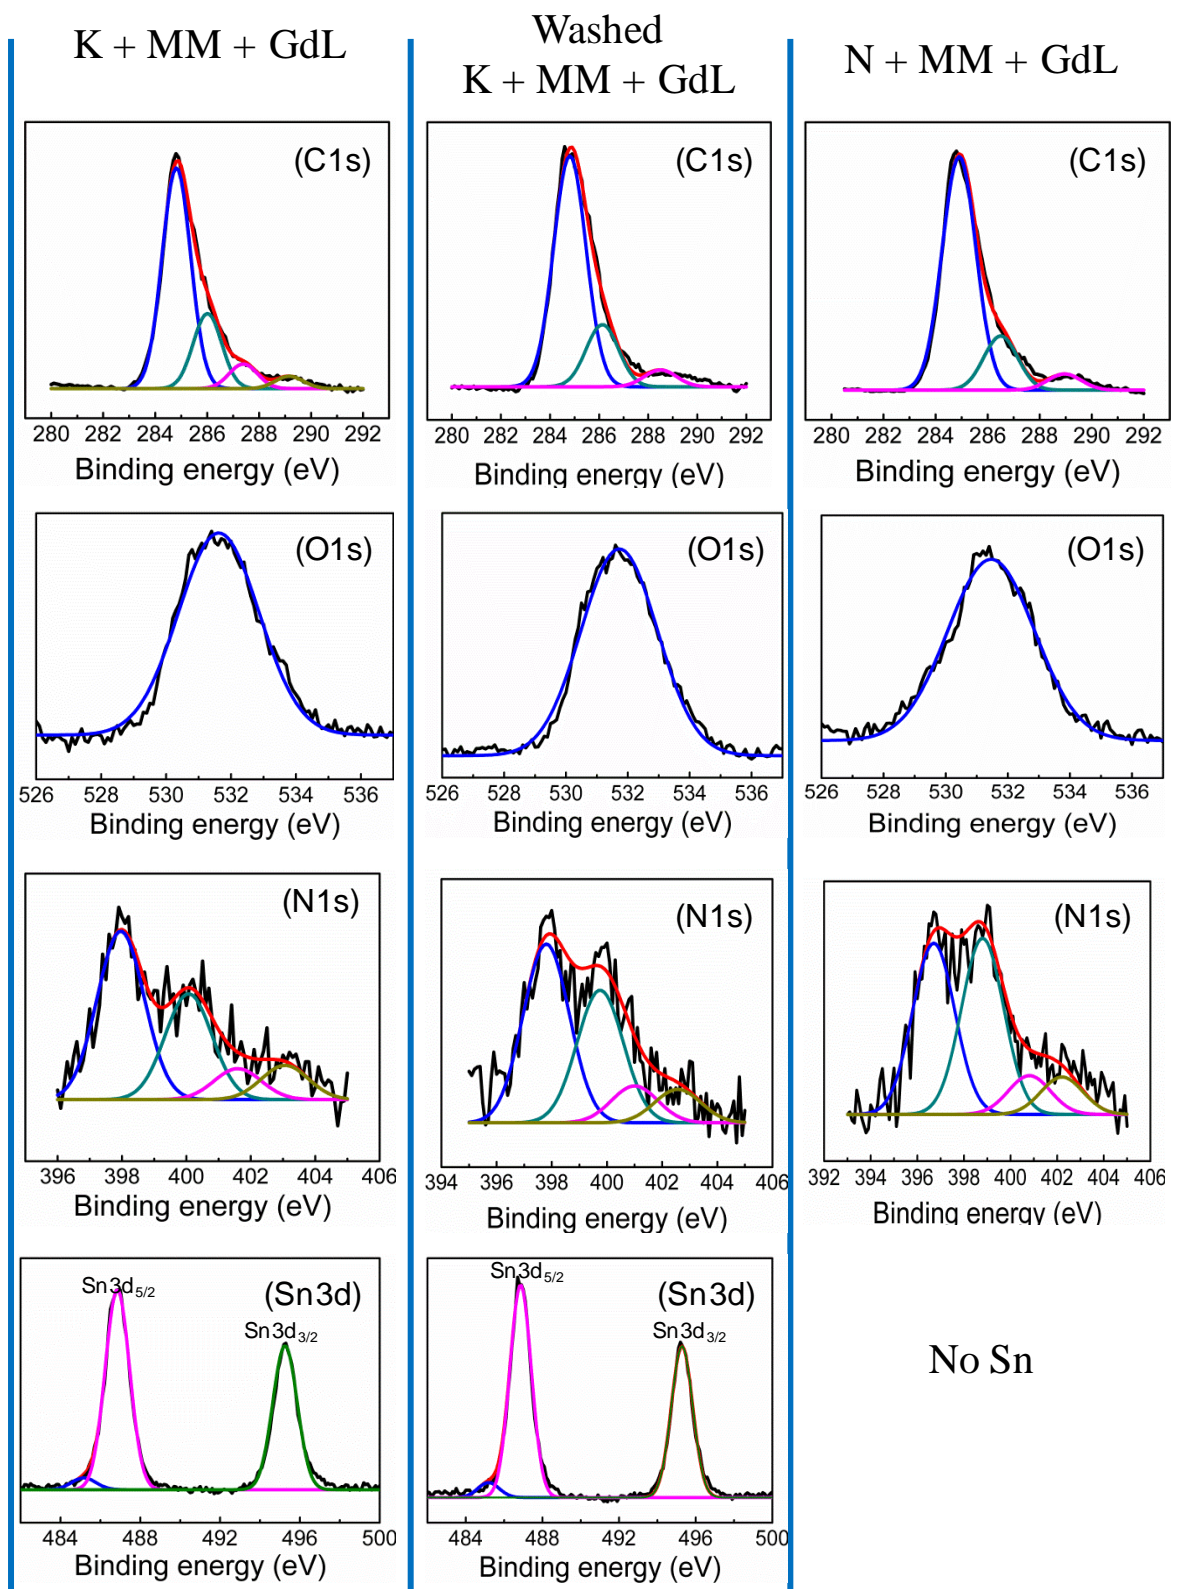 K + MM + GdL
Washed
K + MM + GdL
N + MM + GdL
(C1s)
280 282 284 286 288 290 292
Binding energy (eV)
(C1s)
280 282 284 286 288 290 292
Binding energy (eV)
(C1s)
280 282 284 286 288 290 292
Binding energy (eV)
(O1s)
526 528 530 532 534 536
Binding energy (eV)
(O1s)
526 528 530 532 534 536
Binding energy (eV)
(O1s)
526 528 530 532 534 536
Binding energy (eV)
(N1s)
396 398 400 402 404 406
Binding energy (eV)
(N1s)
394 396 398 400 402 404 406
Binding energy (eV)
(N1s)
392 394 396 398 400 402 404 406
Binding energy (eV)
Sn3d5/2
(Sn3d)
Sn3d3/2
484 488 492 496 500
Binding energy (eV)
Sn3d5/2
(Sn3d)
Sn3d3/2
484 488 492 496 500
Binding energy (eV)
No Sn